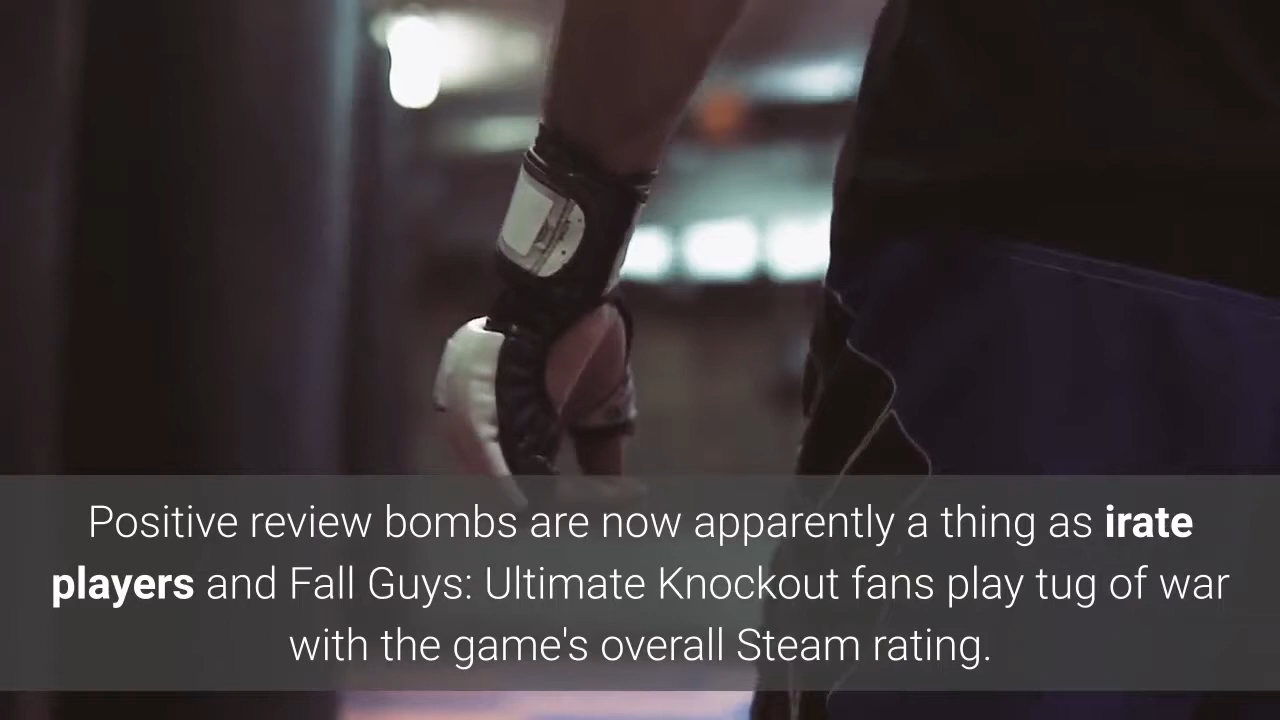 Positive review bombs are now apparently a thing as irate
players and Fall Guys: Ultimate Knockout fans play tug of war
with the game's overall Steam rating.